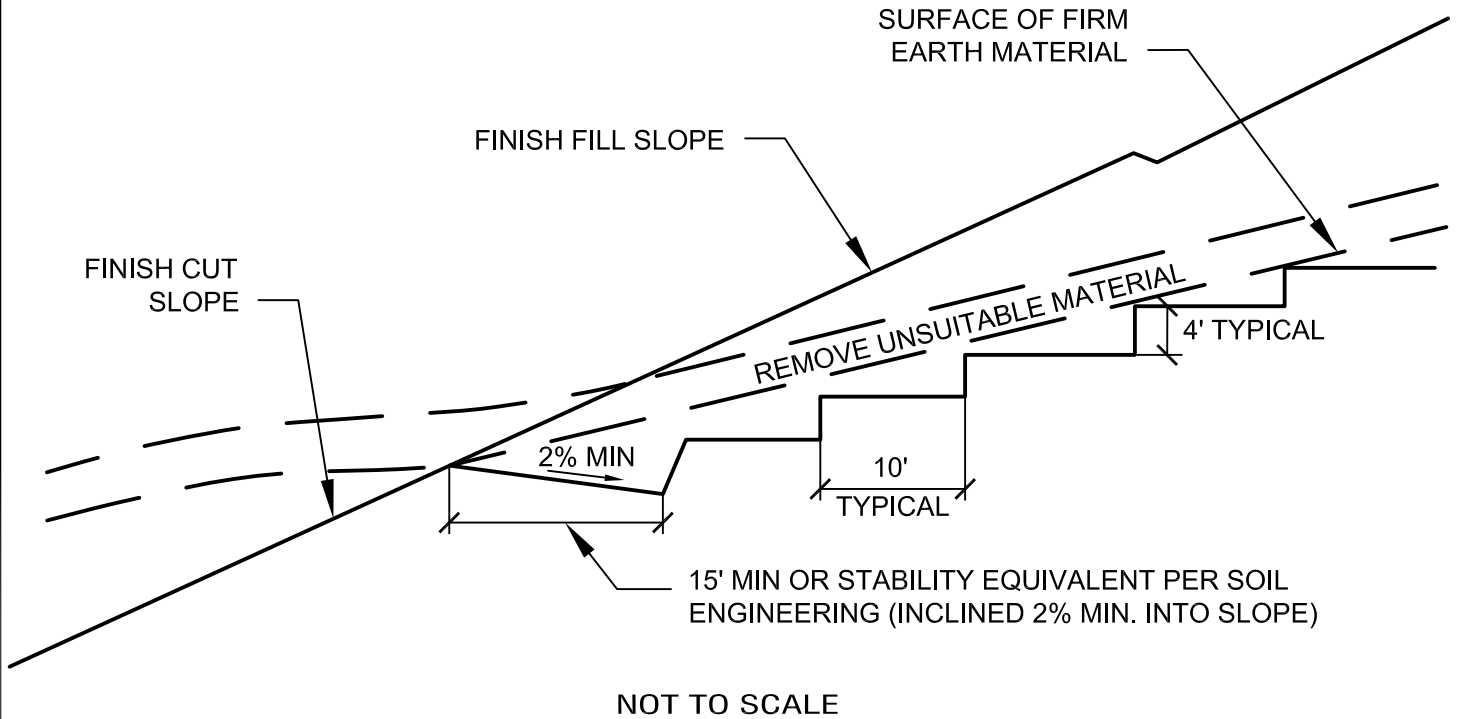 SURFACE OF FIRM
EARTH MATERIAL
FINISH FILL SLOPE
FINISH CUT
SLOPE
REMOVE UNSUITABLE MATERIAL
4' TYPICAL
2% MIN
10'
TYPICAL
15' MIN OR STABILITY EQUIVALENT PER SOIL
ENGINEERING (INCLINED 2% MIN. INTO SLOPE)
NOT TO SCALE